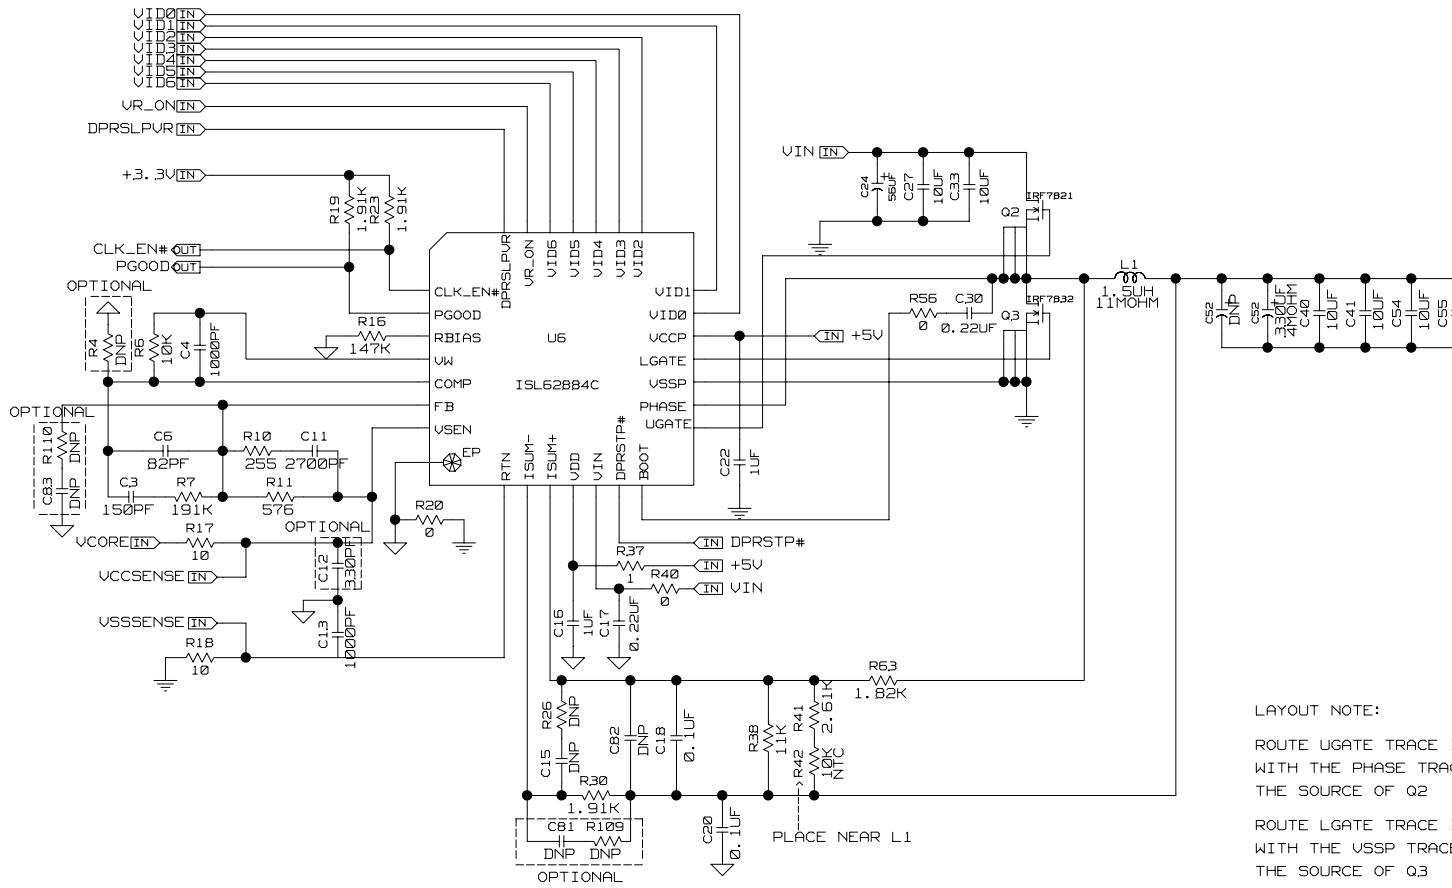 VID0 IN
VID1 IN
VID2 IN
VID3 IN
VID4 IN
VID5 IN
VID6 IN
VR_ON IN
DPRSLPVR IN
+3.3V IN
R19
1.91K
R23
1.91K
CLK_EN# OUT
PGOOD OUT
OPTIONAL
R4
DNP
R6
10K
C4
1000PF
R16
147K
DPRSLPVR
VR_ON
VID6
VID5
VID4
VID3
VID2
CLK_EN#
PGOOD
RBIAS
VW
COMP
FB
VSEN
EP
U6
ISL62884C
VID1
VID0
VCCP
LGATE
VSSP
PHASE
UGATE
RTN
ISUM-
ISUM+
VDD
VIN
DPRSTP#
BOOT
VIN IN
C24
56UF
+
C27
10UF
C33
10UF
IRF7821
Q2
R56
0
C30
0.22UF
IRF7832
Q3
IN +5V
C22
1UF
L1
1.5UH
11MOHM
C52
DNP
+
C52
330UF
4MOHM
+
C40
10UF
C41
10UF
C54
10UF
C55
OPTIONAL
R110
DNP
C83
DNP
C6
82PF
R10
255
C11
2700PF
C3
150PF
R7
191K
R11
576
R20
0
VCORE IN
R17
10
OPTIONAL
C12
330PF
VCCSENSE IN
VSSSENSE IN
C13
1000PF
R18
10
IN DPRSTP#
R37
1
IN +5V
R40
0
IN VIN
C16
1UF
C17
0.22UF
R63
1.82K
R26
DNP
C15
DNP
C82
DNP
C18
0.1UF
R38
11K
R41
2.61K
R42
10K
NTC
R30
1.91K
C81
DNP
R109
DNP
OPTIONAL
C20
0.1UF
PLACE NEAR L1
LAYOUT NOTE:
ROUTE UGATE TRACE
WITH THE PHASE
THE SOURCE OF Q2
ROUTE LGATE TRACE
WITH THE VSSP TRACE
THE SOURCE OF Q3